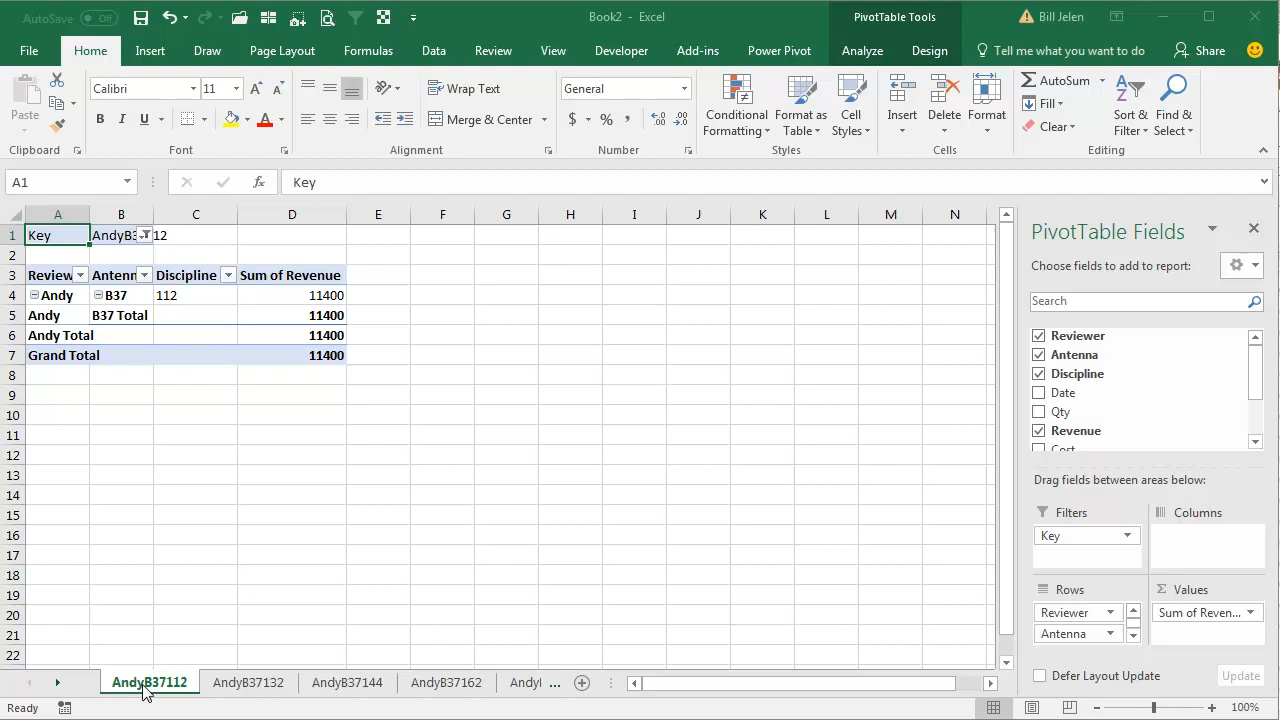 AutoSave Off Book2 - Excel PivotTable Tools Bill Jelen
File Home Insert Draw Page Layout Formulas Data Review View Developer Add-ins Power Pivot Analyze Design Tell me what you want to do Share
Paste
Clipboard
Calibri 11
B I U
Font
Wrap Text
Merge & Center
Alignment
General
$ % ,
Number
Conditional Formatting
Format as Table
Cell Styles
Styles
Insert Delete Format
Cells
AutoSum
Fill
Clear
Sort & Filter
Find & Select
Editing
A1 fx Key
A B C D E F G H I J K L M N
1 Key AndyB3 12
2
3 Review Antenn Discipline Sum of Revenue
4 Andy B37 112 11400
5 Andy B37 Total 11400
6 Andy Total 11400
7 Grand Total 11400
8
9
10
11
12
13
14
15
16
17
18
19
20
21
22
PivotTable Fields
Choose fields to add to report:
Search
Reviewer
Antenna
Discipline
Date
Qty
Revenue
Cost
Drag fields between areas below:
Filters Columns
Key
Rows Values
Reviewer Sum of Reven...
Antenna
Defer Layout Update Update
AndyB37112 AndyB37132 AndyB37144 AndyB37162 Andy ...
Ready 100%